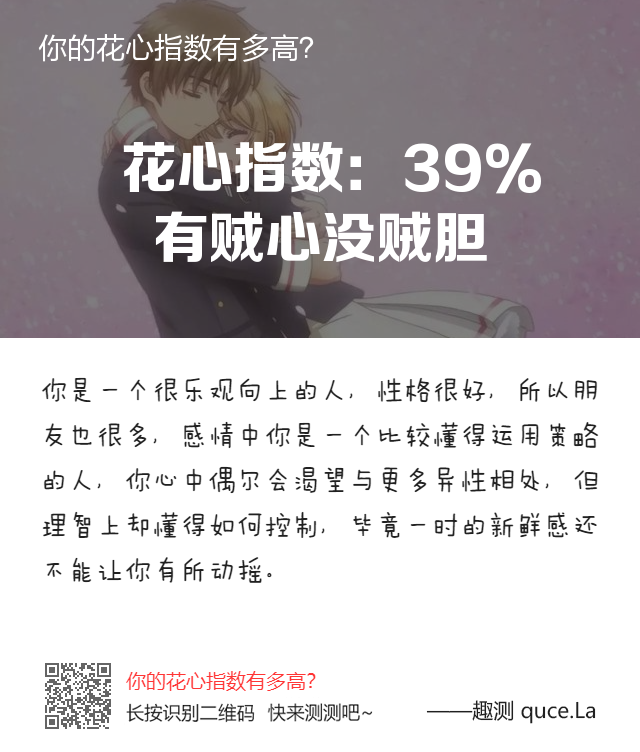 你的花心指数有多高？
花心指数：39%
有贼心没贼胆
你是一个很乐观向上的人，性格很好，所以朋
友也很多，感情中你是一个比较懂得运用策略
的人，你心中偶尔会渴望与更多异性相处，但
理智上却懂得如何控制，毕竟一时的新鲜感还
不能让你有所动摇。
你的花心指数有多高？
长按识别二维码 快来测测吧~
——趣测 quce.La